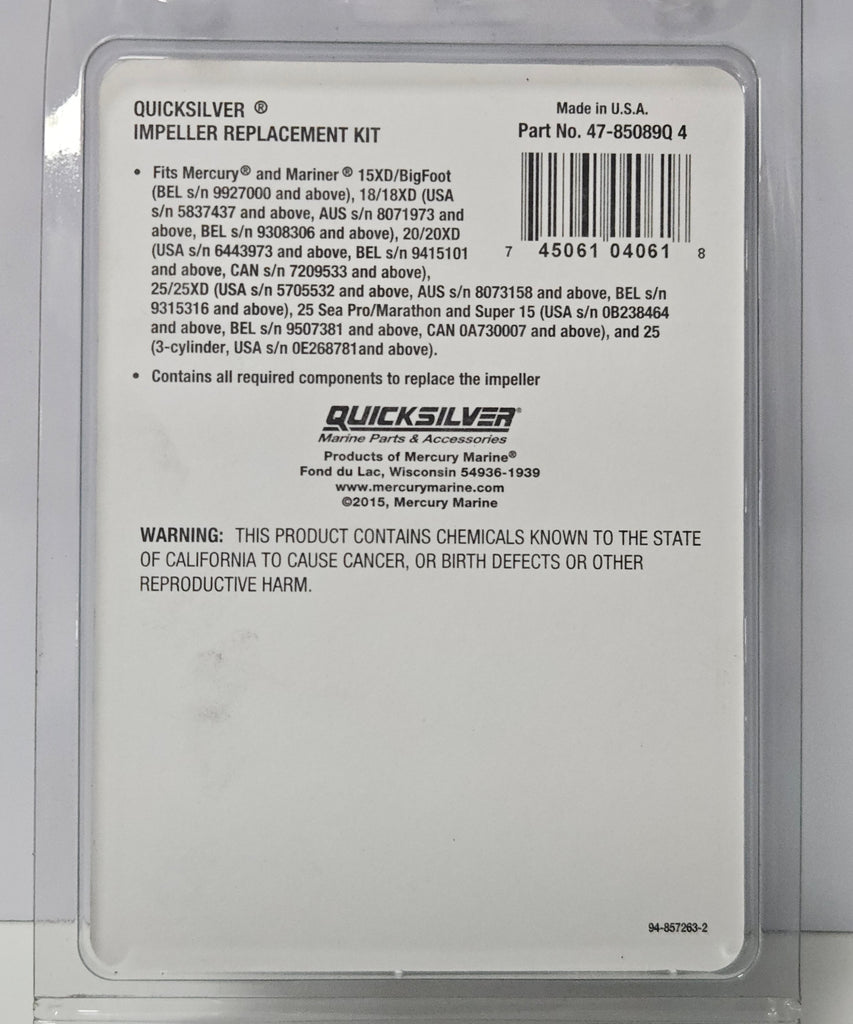 QUICKSILVER ®
IMPELLER REPLACEMENT KIT
Made in U.S.A.
Part No. 47-85089Q 4
7 45061 04061 8
• Fits Mercury® and Mariner ® 15XD/BigFoot
(BEL s/n 9927000 and above), 18/18XD (USA
s/n 5837437 and above, AUS s/n 8071973 and
above, BEL s/n 9308306 and above), 20/20XD
(USA s/n 6443973 and above, BEL s/n 9415101
and above, CAN s/n 7209533 and above),
25/25XD (USA s/n 5705532 and above, AUS s/n 8073158 and above, BEL s/n
9315316 and above), 25 Sea Pro/Marathon and Super 15 (USA s/n 0B238464
and above, BEL s/n 9507381 and above, CAN 0A730007 and above), and 25
(3-cylinder, USA s/n 0E268781and above).
• Contains all required components to replace the impeller
QUICKSILVER®
Marine Parts & Accessories
Products of Mercury Marine®
Fond du Lac, Wisconsin 54936-1939
www.mercurymarine.com
©2015, Mercury Marine
WARNING: THIS PRODUCT CONTAINS CHEMICALS KNOWN TO THE STATE
OF CALIFORNIA TO CAUSE CANCER, OR BIRTH DEFECTS OR OTHER
REPRODUCTIVE HARM.
94-857263-2